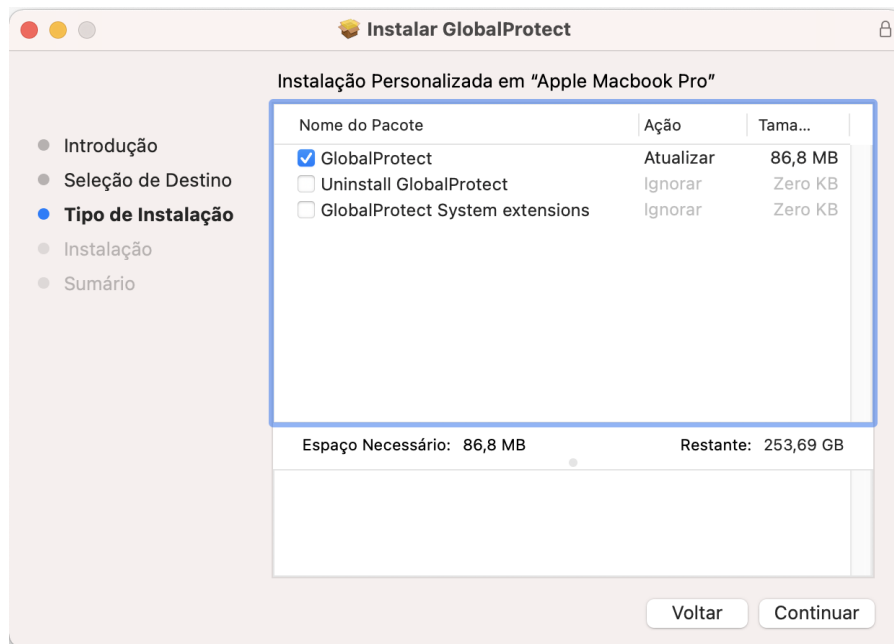 Instalar GlobalProtect
Instalação Personalizada em “Apple Macbook Pro”
Introdução
Seleção de Destino
Tipo de Instalação
Instalação
Sumário
Nome do Pacote Ação Tama...
GlobalProtect Atualizar 86,8 MB
Uninstall GlobalProtect Ignorar Zero KB
GlobalProtect System extensions Ignorar Zero KB
Espaço Necessário: 86,8 MB Restante: 253,69 GB
Voltar Continuar